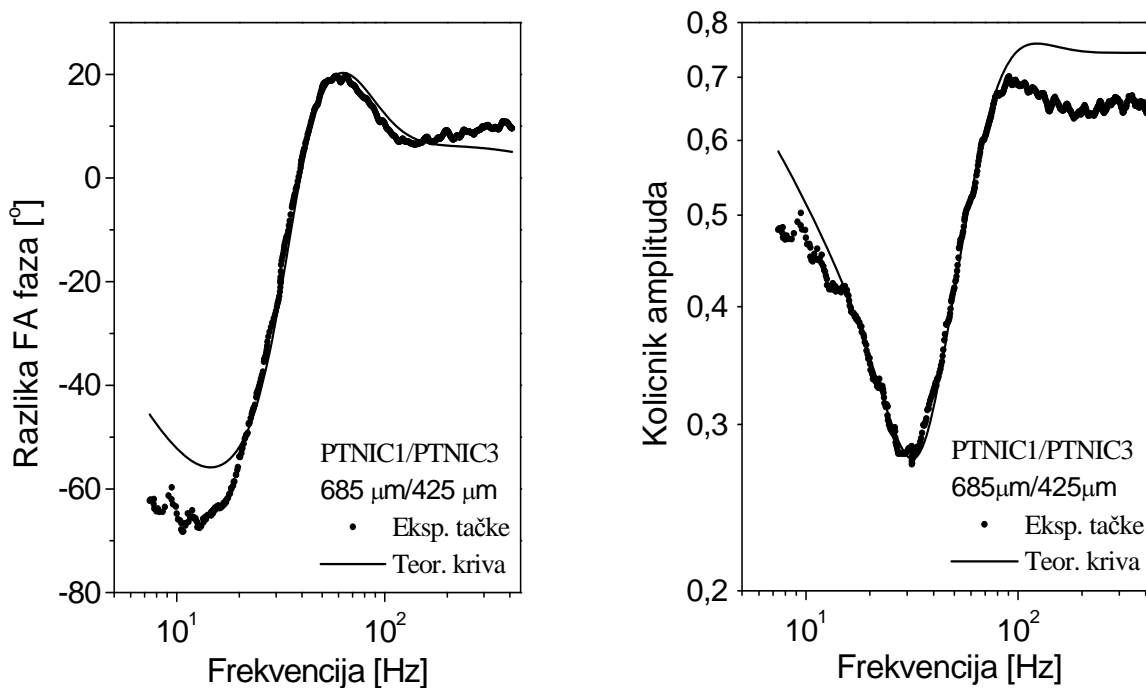 20
0
-20
-40
-60
-80
Razlika FA faza [°]
10¹
10²
Frekvencija [Hz]
PTNIC1/PTNIC3
685 μm/425 μm
Eksp. tačke
Teor. kriva
0,8
0,7
0,6
0,5
0,4
0,3
0,2
Kolicnik amplituda
10¹
10²
Frekvencija [Hz]
PTNIC1/PTNIC3
685μm/425μm
Eksp. tačke
Teor. kriva